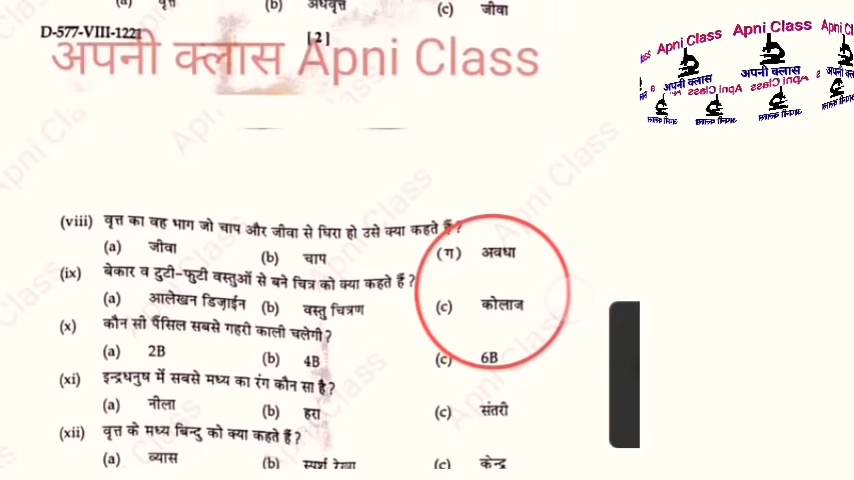 (a) वृत्त (b) अर्धवृत्त (c) जीवा
D-577-VIII-1221 [2]
अपनी क्लास Apni Class
(viii) वृत्त का वह भाग जो चाप और जीवा से घिरा हो उसे क्या कहते हैं?
(a) जीवा (b) चाप (ग) अवधा
(ix) बेकार व टुटी-फुटी वस्तुओं से बने चित्र को क्या कहते हैं?
(a) आलेखन डिज़ाईन (b) वस्तु चित्रण (c) कोलाज
(x) कौन सी पैंसिल सबसे गहरी काली चलेगी?
(a) 2B (b) 4B (c) 6B
(xi) इन्द्रधनुष में सबसे मध्य का रंग कौन सा है?
(a) नीला (b) हरा (c) संतरी
(xii) वृत्त के मध्य बिन्दु को क्या कहते हैं?
(a) व्यास (b) स्पर्श रेखा (c) केन्द्र
Apni Class Apni Class
अपनी क्लास अपनी क्लास